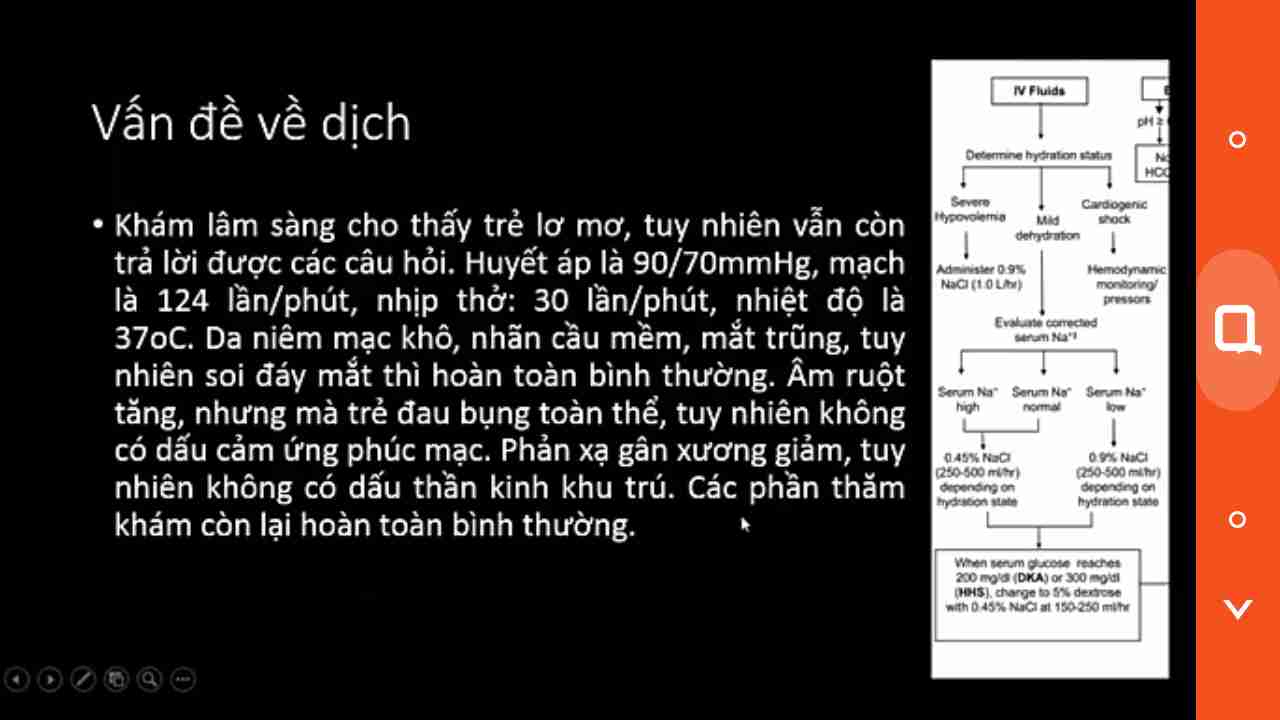 Vấn đề về dịch
• Khám lâm sàng cho thấy trẻ lơ mơ, tuy nhiên vẫn còn
trả lời được các câu hỏi. Huyết áp là 90/70mmHg, mạch
là 124 lần/phút, nhịp thở: 30 lần/phút, nhiệt độ là
37oC. Da niêm mạc khô, nhãn cầu mềm, mắt trũng, tuy
nhiên soi đáy mắt thì hoàn toàn bình thường. Âm ruột
tăng, nhưng mà trẻ đau bụng toàn thể, tuy nhiên không
có dấu cảm ứng phúc mạc. Phản xạ gân xương giảm, tuy
nhiên không có dấu thần kinh khu trú. Các phần thăm
khám còn lại hoàn toàn bình thường.
IV Fluids
pH ≥
Determine hydration status
HCO
Severe
Hypovolemia
Mild
dehydration
Cardiogenic
shock
Administer 0.9%
NaCl (1.0 L/hr)
Hemodynamic
monitoring/
pressors
Evaluate corrected
serum Na⁺‡
Serum Na⁺
high
Serum Na⁺
normal
Serum Na⁺
low
0.45% NaCl
(250-500 ml/hr)
depending on
hydration state
0.9% NaCl
(250-500 ml/hr)
depending on
hydration state
When serum glucose reaches
200 mg/dl (DKA) or 300 mg/dl
(HHS), change to 5% dextrose
with 0.45% NaCl at 150-250 ml/hr